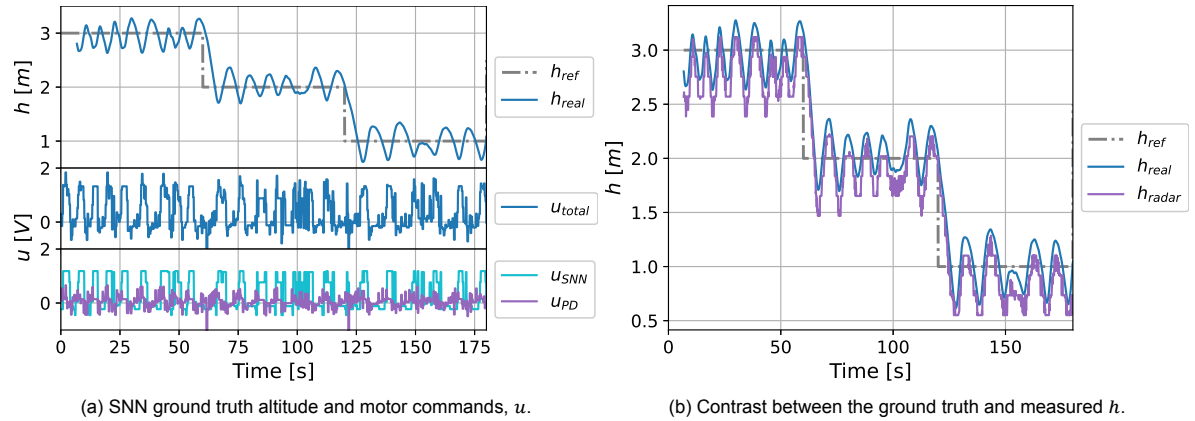 3
2
1
h [m]
h_ref
h_real
2
0
u [V]
u_total
2
0
u_SNN
u_PD
0 25 50 75 100 125 150 175
Time [s]
(a) SNN ground truth altitude and motor commands, u.
3.0
2.5
2.0
1.5
1.0
0.5
h [m]
h_ref
h_real
h_radar
0 50 100 150
Time [s]
(b) Contrast between the ground truth and measured h.